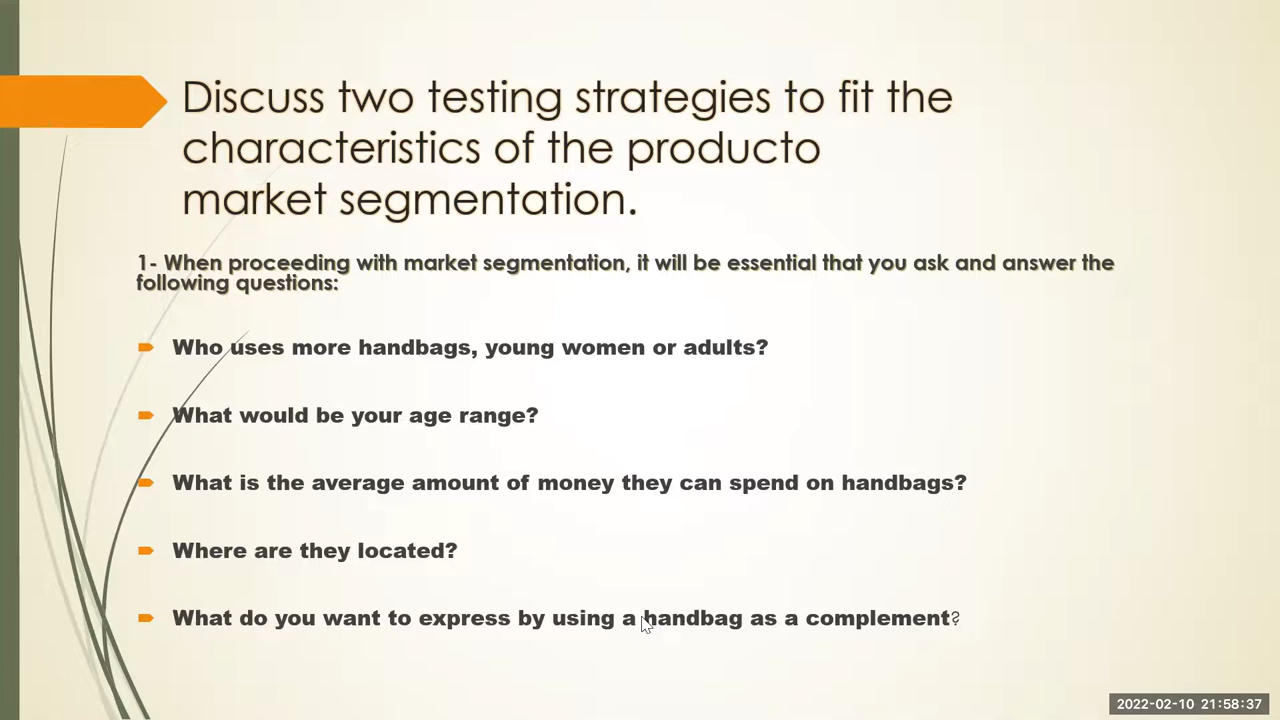 Discuss two testing strategies to fit the
characteristics of the producto
market segmentation.
1- When proceeding with market segmentation, it will be essential that you ask and answer the
following questions:
Who uses more handbags, young women or adults?
What would be your age range?
What is the average amount of money they can spend on handbags?
Where are they located?
What do you want to express by using a handbag as a complement?
2022-02-10 21:58:37